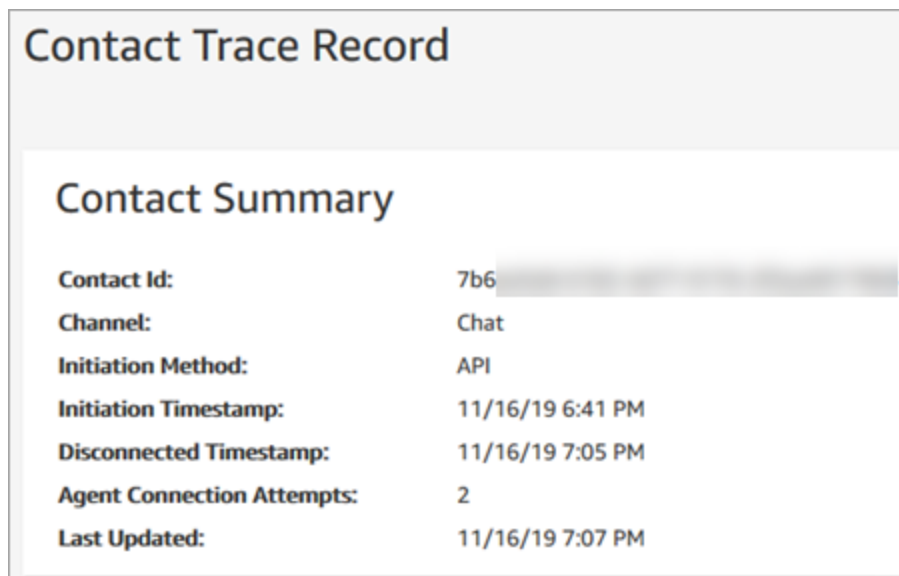 Contact Trace Record
Contact Summary
Contact Id: 7b6
Channel: Chat
Initiation Method: API
Initiation Timestamp: 11/16/19 6:41 PM
Disconnected Timestamp: 11/16/19 7:05 PM
Agent Connection Attempts: 2
Last Updated: 11/16/19 7:07 PM